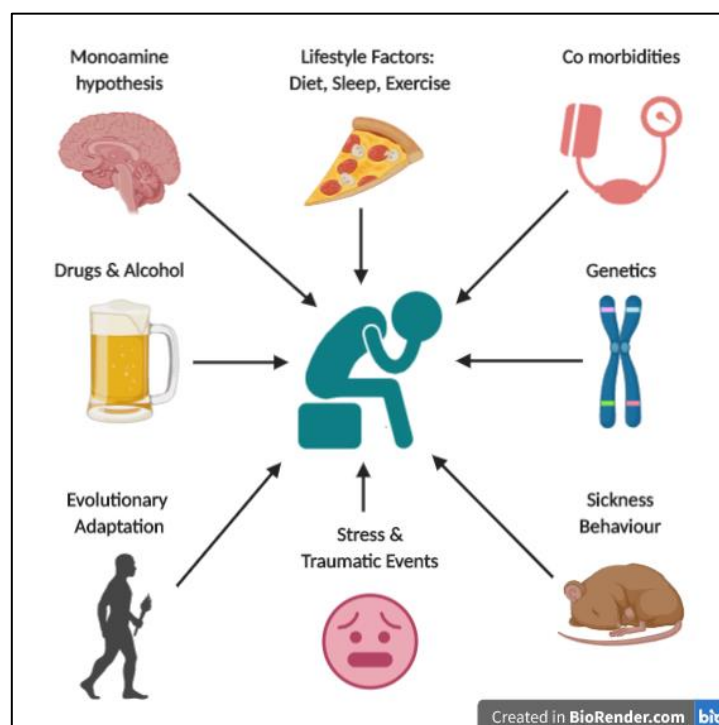 Monoamine
hypothesis
Lifestyle Factors:
Diet, Sleep, Exercise
Co morbidities
Drugs & Alcohol
Genetics
Evolutionary
Adaptation
Stress &
Traumatic Events
Sickness
Behaviour
Created in BioRender.com bio